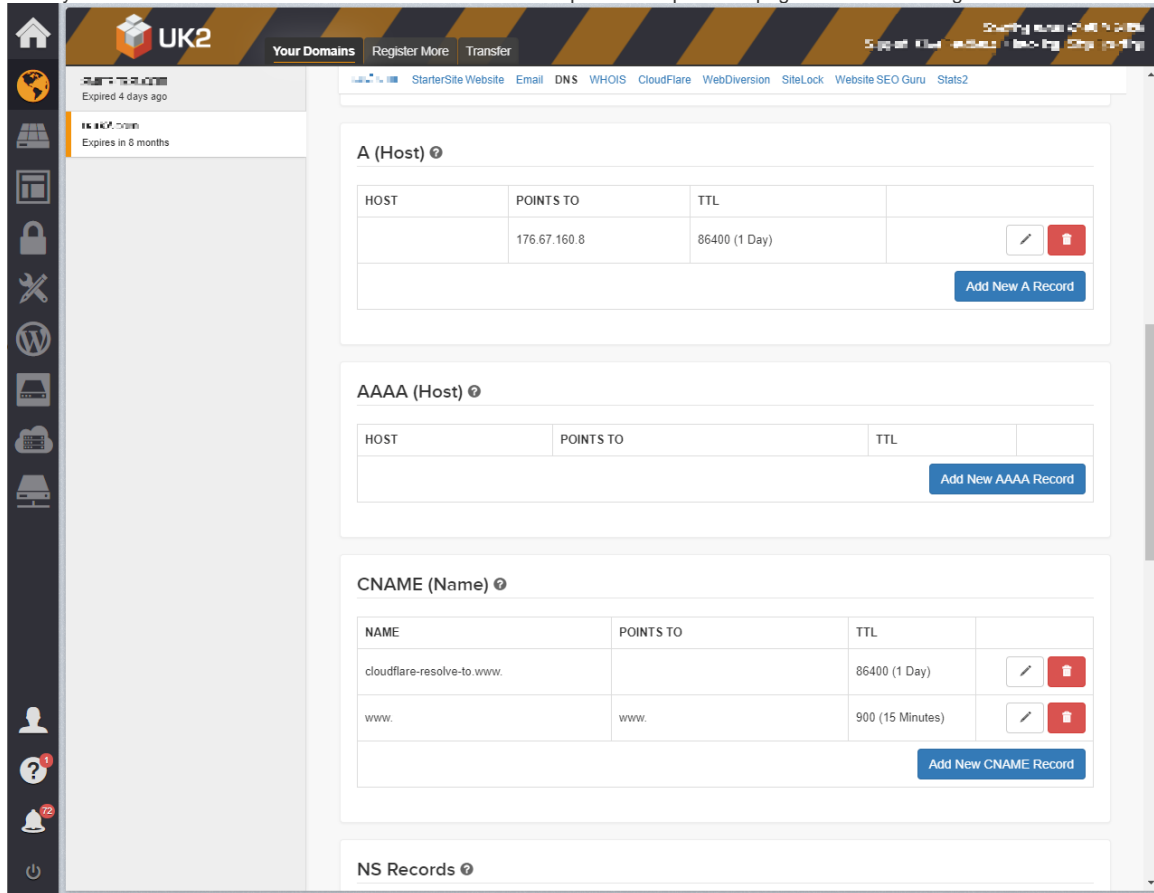 UK2
Your Domains Register More Transfer
Expired 4 days ago
Expires in 8 months
StarterSite Website Email DNS WHOIS CloudFlare WebDiversion SiteLock Website SEO Guru Stats2
A (Host)
HOST POINTS TO TTL
176.67.160.8 86400 (1 Day)
Add New A Record
AAAA (Host)
HOST POINTS TO TTL
Add New AAAA Record
CNAME (Name)
NAME POINTS TO TTL
cloudflare-resolve-to.www. 86400 (1 Day)
www. www. 900 (15 Minutes)
Add New CNAME Record
1
72
NS Records